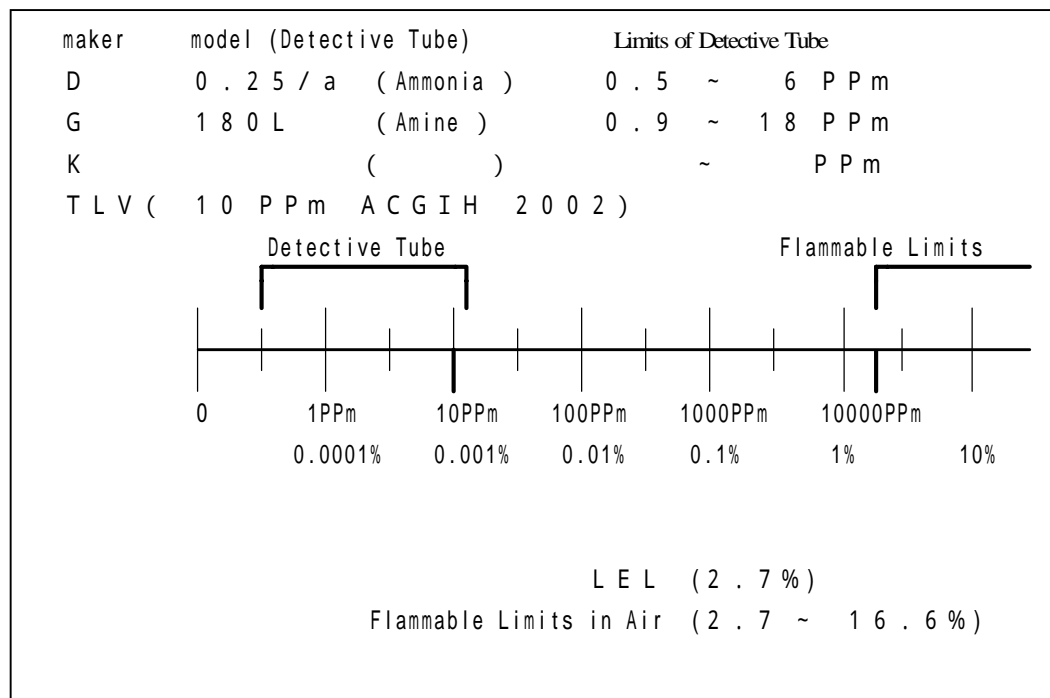 maker model (Detective Tube) Limits of Detective Tube
D 0.25/a (Ammonia) 0.5 ~ 6 PPm
G 180L (Amine) 0.9 ~ 18 PPm
K ( ) ~ PPm
TLV( 10 PPm ACGIH 2002)
Detective Tube Flammable Limits
0 1PPm 10PPm 100PPm 1000PPm 10000PPm
0.0001% 0.001% 0.01% 0.1% 1% 10%
LEL (2.7%)
Flammable Limits in Air (2.7 ~ 16.6%)